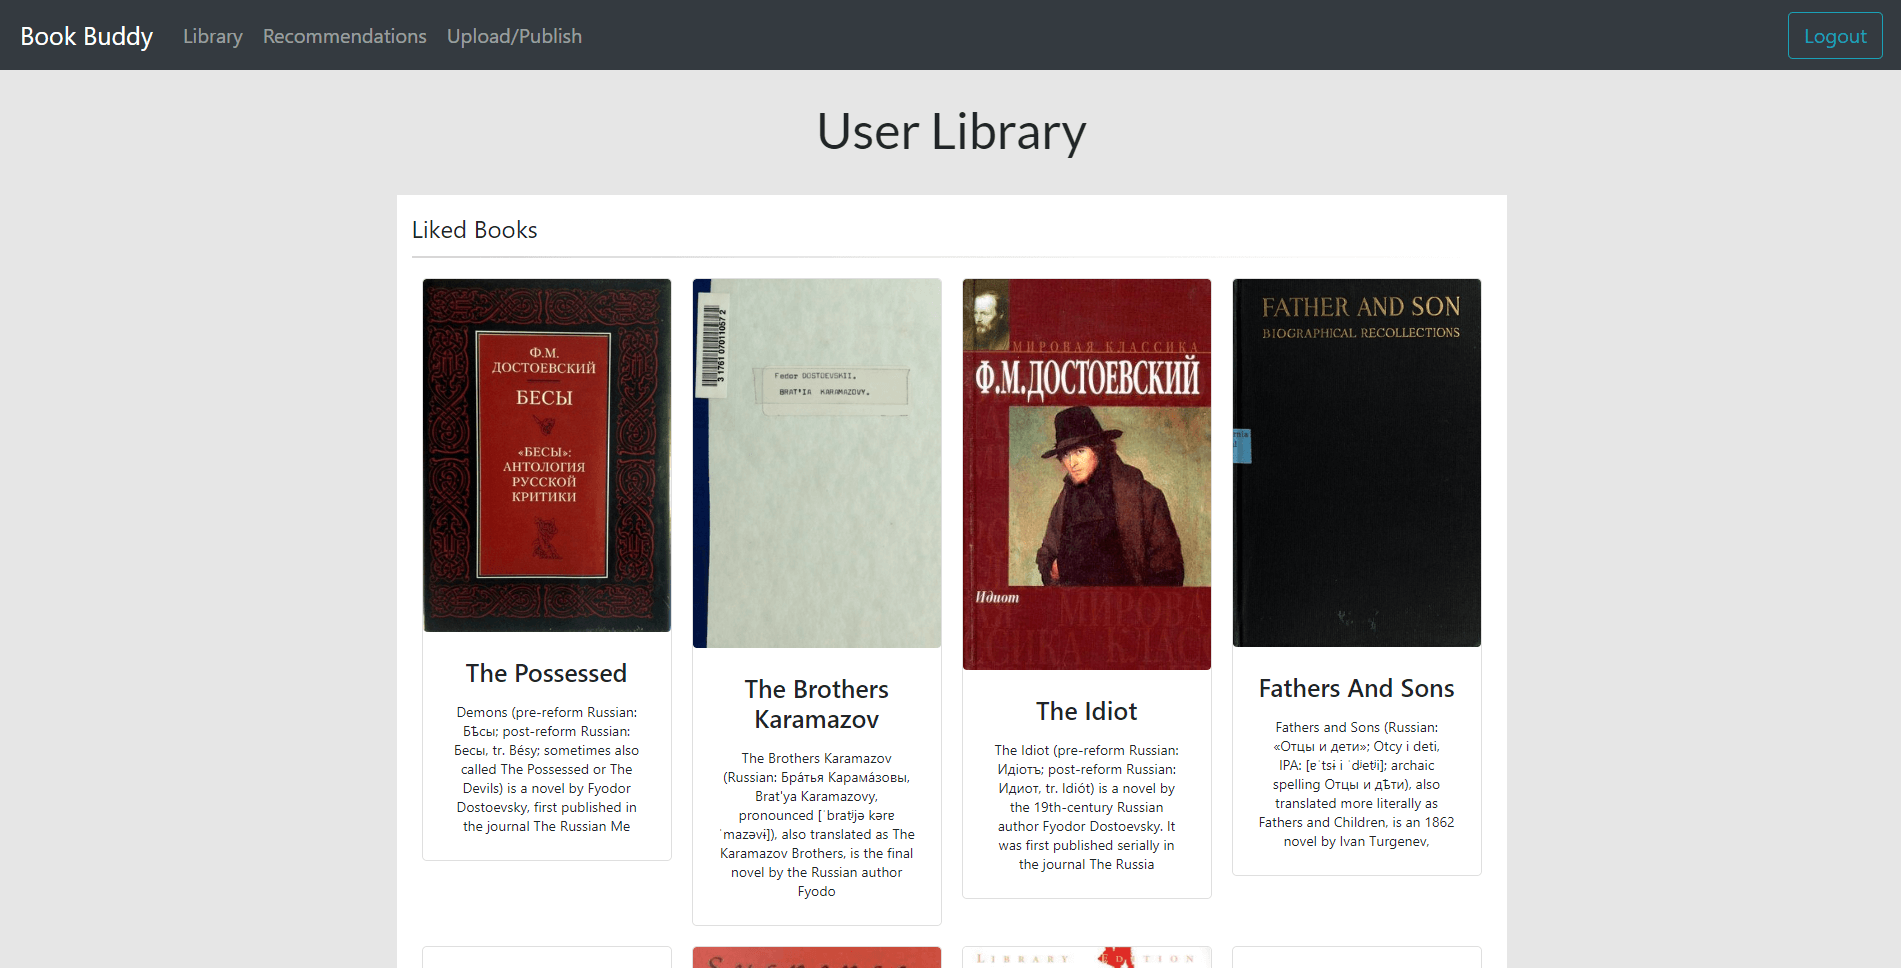 Book Buddy
Library
Recommendations
Upload/Publish
Logout
User Library
Liked Books
Ф.М.
ДОСТОЕВСКИЙ
БЕСЫ
«БЕСЫ»:
АНТОЛОГИЯ
РУССКОЙ
КРИТИКИ
The Possessed
Demons (pre-reform Russian:
Бѣсы; post-reform Russian:
Бесы, tr. Bésy; sometimes also
called The Possessed or The
Devils) is a novel by Fyodor
Dostoevsky, first published in
the journal The Russian Me
3 1761 07011057 2
Fedor DOSTOEVSKII.
BRAT'IA KARAMAZOVY.
The Brothers
Karamazov
The Brothers Karamazov
(Russian: Бра́тья Карама́зовы,
Brat'ya Karamazovy,
pronounced [ˈbratʲjə kərɐ
ˈmazəvɨ]), also translated as The
Karamazov Brothers, is the final
novel by the Russian author
Fyodo
МИРОВАЯ КЛАССИКА
Ф.М.ДОСТОЕВСКИЙ
Идиот
The Idiot
The Idiot (pre-reform Russian:
Идіотъ; post-reform Russian:
Идиот, tr. Idiót) is a novel by
the 19th-century Russian
author Fyodor Dostoevsky. It
was first published serially in
the journal The Russia
FATHER AND SON
BIOGRAPHICAL RECOLLECTIONS
Fathers And Sons
Fathers and Sons (Russian:
«Отцы и дети»; Otcy i deti,
IPA: [ɐˈtsɨ i ˈdʲetʲi]; archaic
spelling Отцы и дѣти), also
translated more literally as
Fathers and Children, is an 1862
novel by Ivan Turgenev,
LIBRARY EDITION